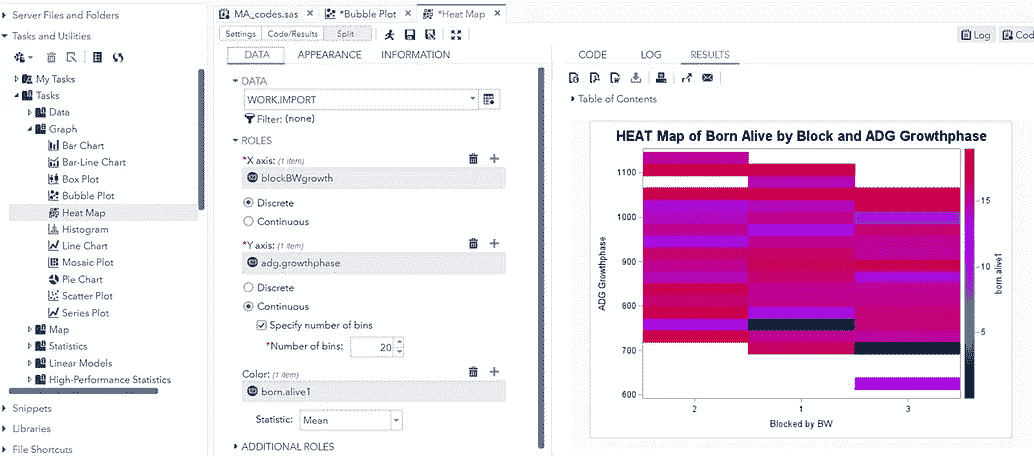 Server Files and Folders
Tasks and Utilities
My Tasks
Tasks
Data
Graph
Bar Chart
Bar-Line Chart
Box Plot
Bubble Plot
Heat Map
Histogram
Line Chart
Mosaic Plot
Pie Chart
Scatter Plot
Series Plot
Map
Statistics
Linear Models
High-Performance Statistics
Snippets
Libraries
File Shortcuts
MA_codes.sas
*Bubble Plot
*Heat Map
Settings Code/Results Split
Log
Cod
DATA APPEARANCE INFORMATION
DATA
WORK.IMPORT
Filter: (none)
ROLES
*X axis: (1 item)
blockBWgrowth
Discrete
Continuous
*Y axis: (1 item)
adg.growthphase
Discrete
Continuous
Specify number of bins
*Number of bins: 20
Color: (1 item)
born.alive1
Statistic: Mean
ADDITIONAL ROLES
CODE LOG RESULTS
Table of Contents
HEAT Map of Born Alive by Block and ADG Growthphase
ADG Growthphase
1100
1000
900
800
700
600
2 1 3
Blocked by BW
15
10
5
born alive1